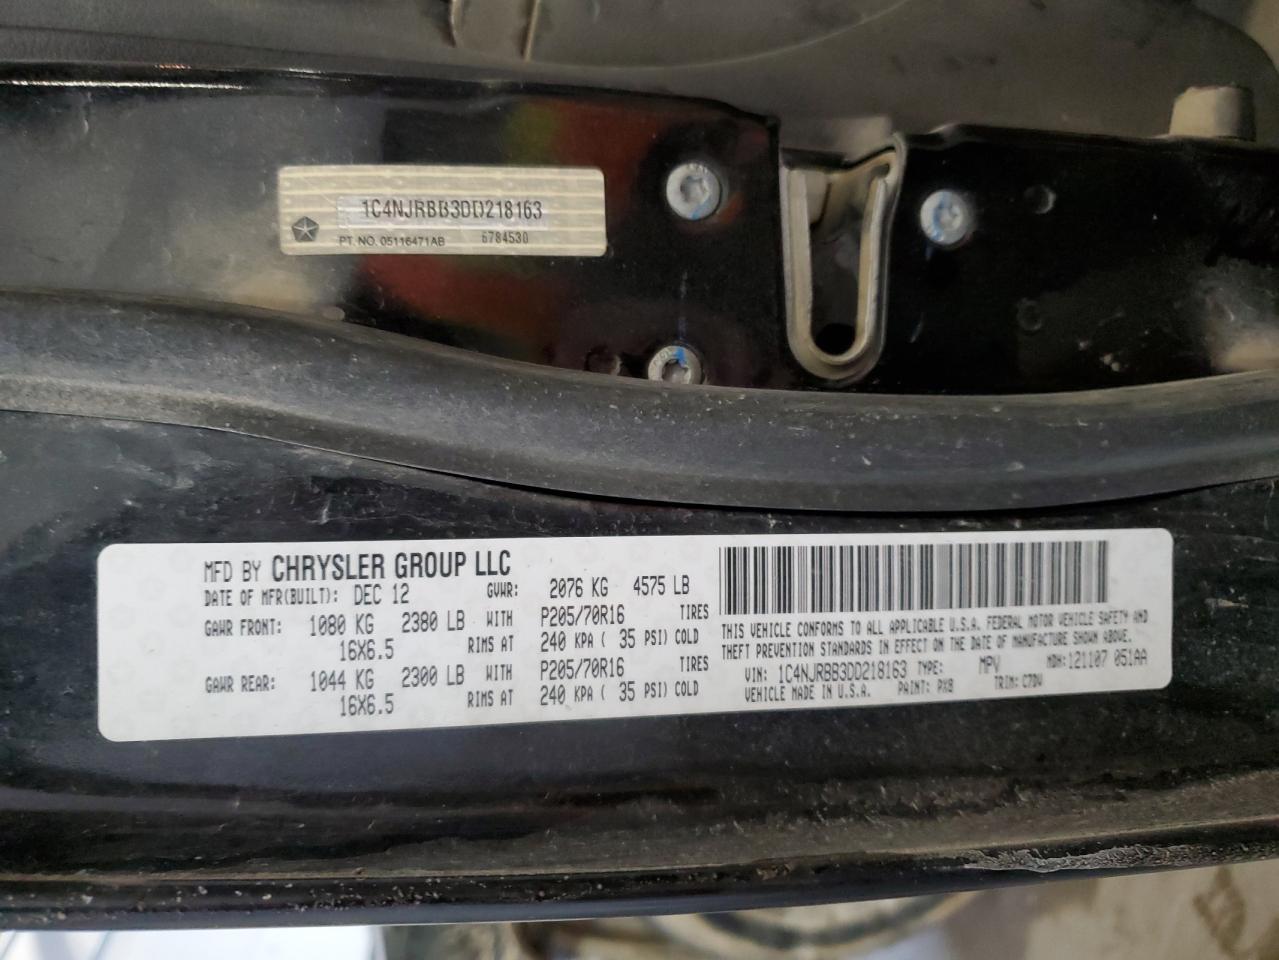 1C4NJRBB3DD218163
PT. NO. 05116471AB 6784530
MFD BY CHRYSLER GROUP LLC
DATE OF MFR(BUILT): DEC 12 GVWR: 2076 KG 4575 LB
GAWR FRONT: 1080 KG 2380 LB WITH P205/70R16 TIRES
16X6.5 RIMS AT 240 KPA ( 35 PSI) COLD
GAWR REAR: 1044 KG 2300 LB WITH P205/70R16 TIRES
16X6.5 RIMS AT 240 KPA ( 35 PSI) COLD
THIS VEHICLE CONFORMS TO ALL APPLICABLE U.S.A. FEDERAL MOTOR VEHICLE SAFETY AND
THEFT PREVENTION STANDARDS IN EFFECT ON THE DATE OF MANUFACTURE SHOWN ABOVE.
VIN: 1C4NJRBB3DD218163 TYPE: MPV MDH: 121107 051AA
VEHICLE MADE IN U.S.A. PAINT: PX8 TRIM: C7DV